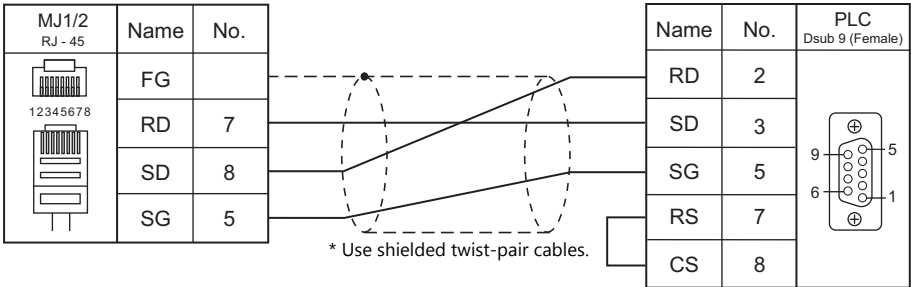 MJ1/2
RJ - 45
Name No.
12345678
FG
RD 7
SD 8
SG 5
* Use shielded twist-pair cables.
Name No.
PLC
Dsub 9 (Female)
RD 2
SD 3
SG 5
RS 7
CS 8
9 5
6 1